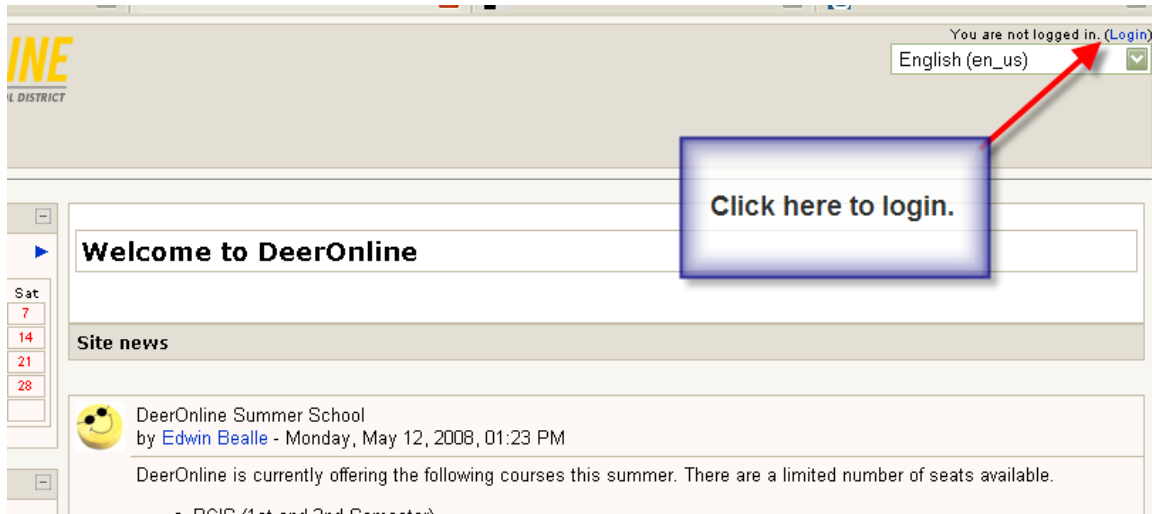 You are not logged in. (Login)
INE
L DISTRICT
English (en_us)
Click here to login.
Welcome to DeerOnline
Sat
7
14
21
28
Site news
DeerOnline Summer School
by Edwin Bealle - Monday, May 12, 2008, 01:23 PM
DeerOnline is currently offering the following courses this summer. There are a limited number of seats available.